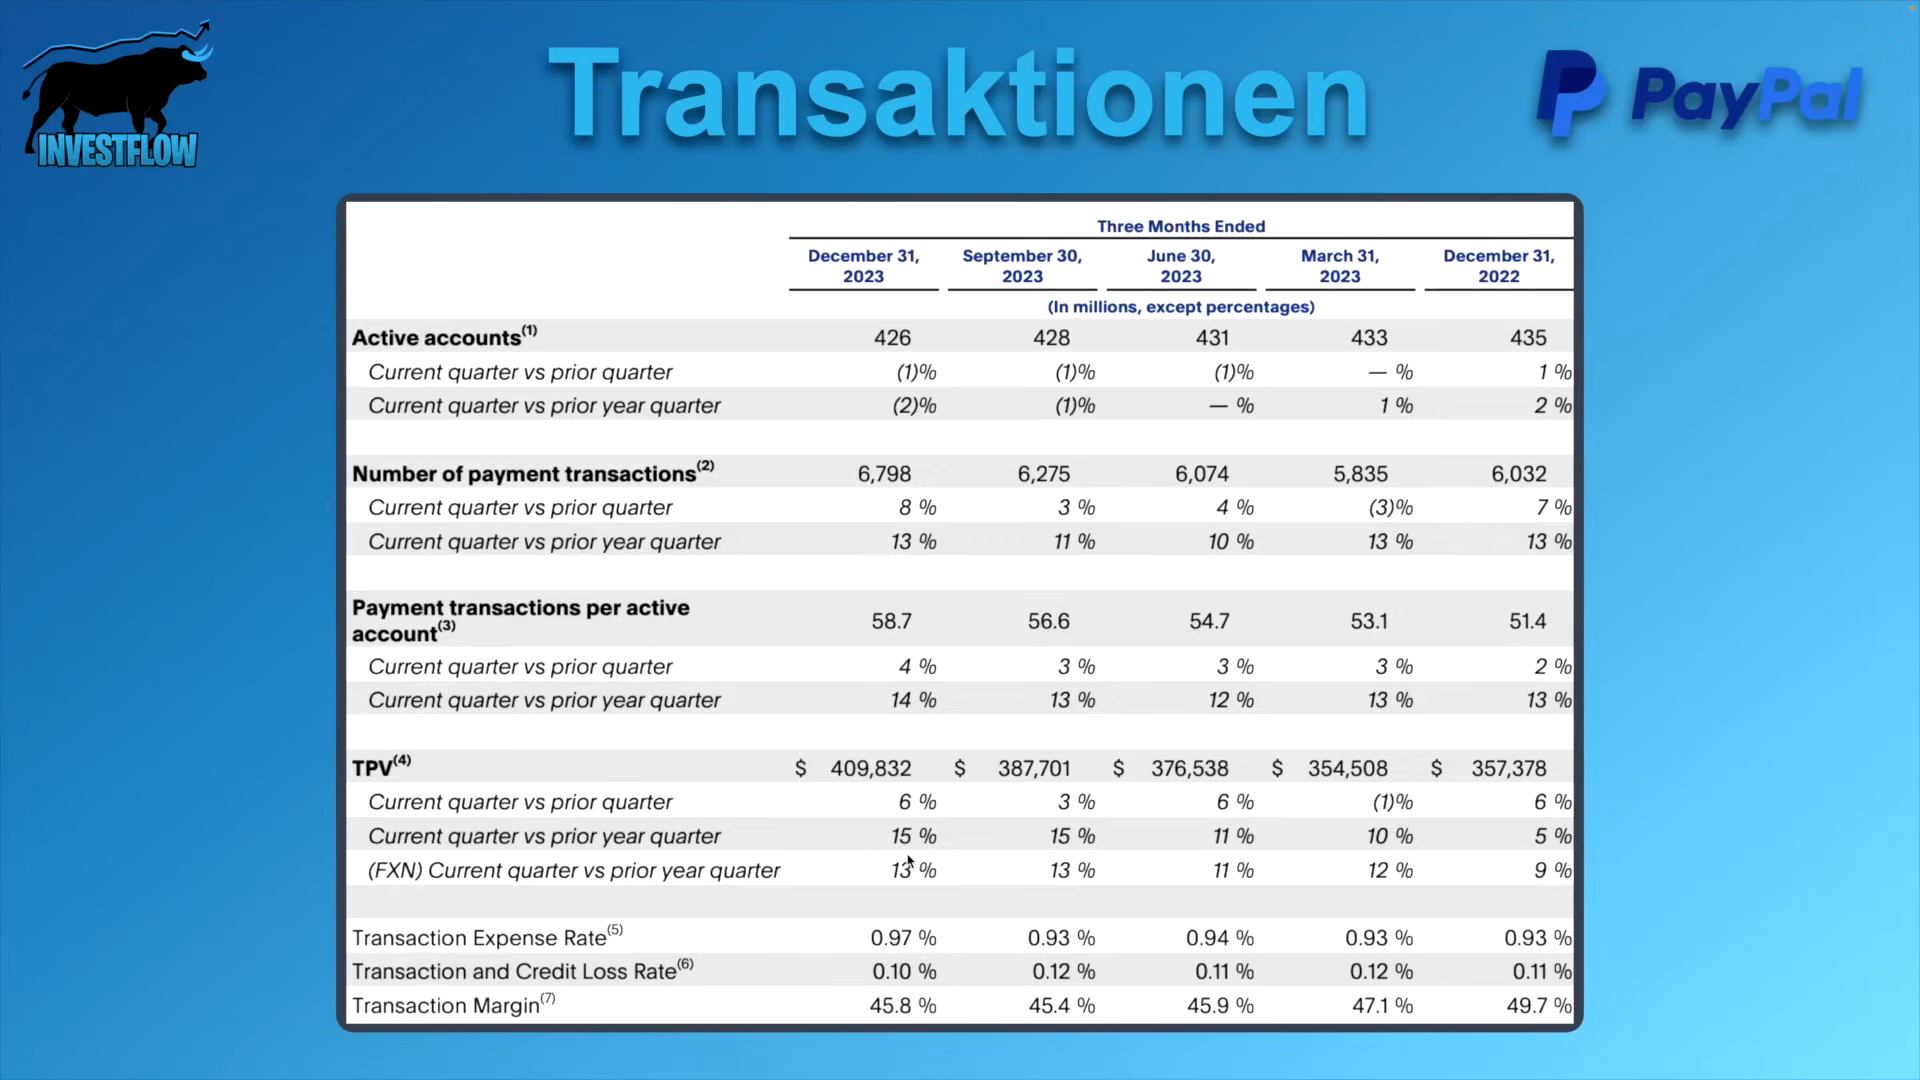 INVESTFLOW
Transaktionen
PayPal
Three Months Ended
December 31, 2023 September 30, 2023 June 30, 2023 March 31, 2023 December 31, 2022
(In millions, except percentages)
Active accounts(1) 426 428 431 433 435
Current quarter vs prior quarter (1)% (1)% (1)% — % 1 %
Current quarter vs prior year quarter (2)% (1)% — % 1 % 2 %
Number of payment transactions(2) 6,798 6,275 6,074 5,835 6,032
Current quarter vs prior quarter 8 % 3 % 4 % (3)% 7 %
Current quarter vs prior year quarter 13 % 11 % 10 % 13 % 13 %
Payment transactions per active
account(3) 58.7 56.6 54.7 53.1 51.4
Current quarter vs prior quarter 4 % 3 % 3 % 3 % 2 %
Current quarter vs prior year quarter 14 % 13 % 12 % 13 % 13 %
TPV(4) $ 409,832 $ 387,701 $ 376,538 $ 354,508 $ 357,378
Current quarter vs prior quarter 6 % 3 % 6 % (1)% 6 %
Current quarter vs prior year quarter 15 % 15 % 11 % 10 % 5 %
(FXN) Current quarter vs prior year quarter 13 % 13 % 11 % 12 % 9 %
Transaction Expense Rate(5) 0.97 % 0.93 % 0.94 % 0.93 % 0.93 %
Transaction and Credit Loss Rate(6) 0.10 % 0.12 % 0.11 % 0.12 % 0.11 %
Transaction Margin(7) 45.8 % 45.4 % 45.9 % 47.1 % 49.7 %